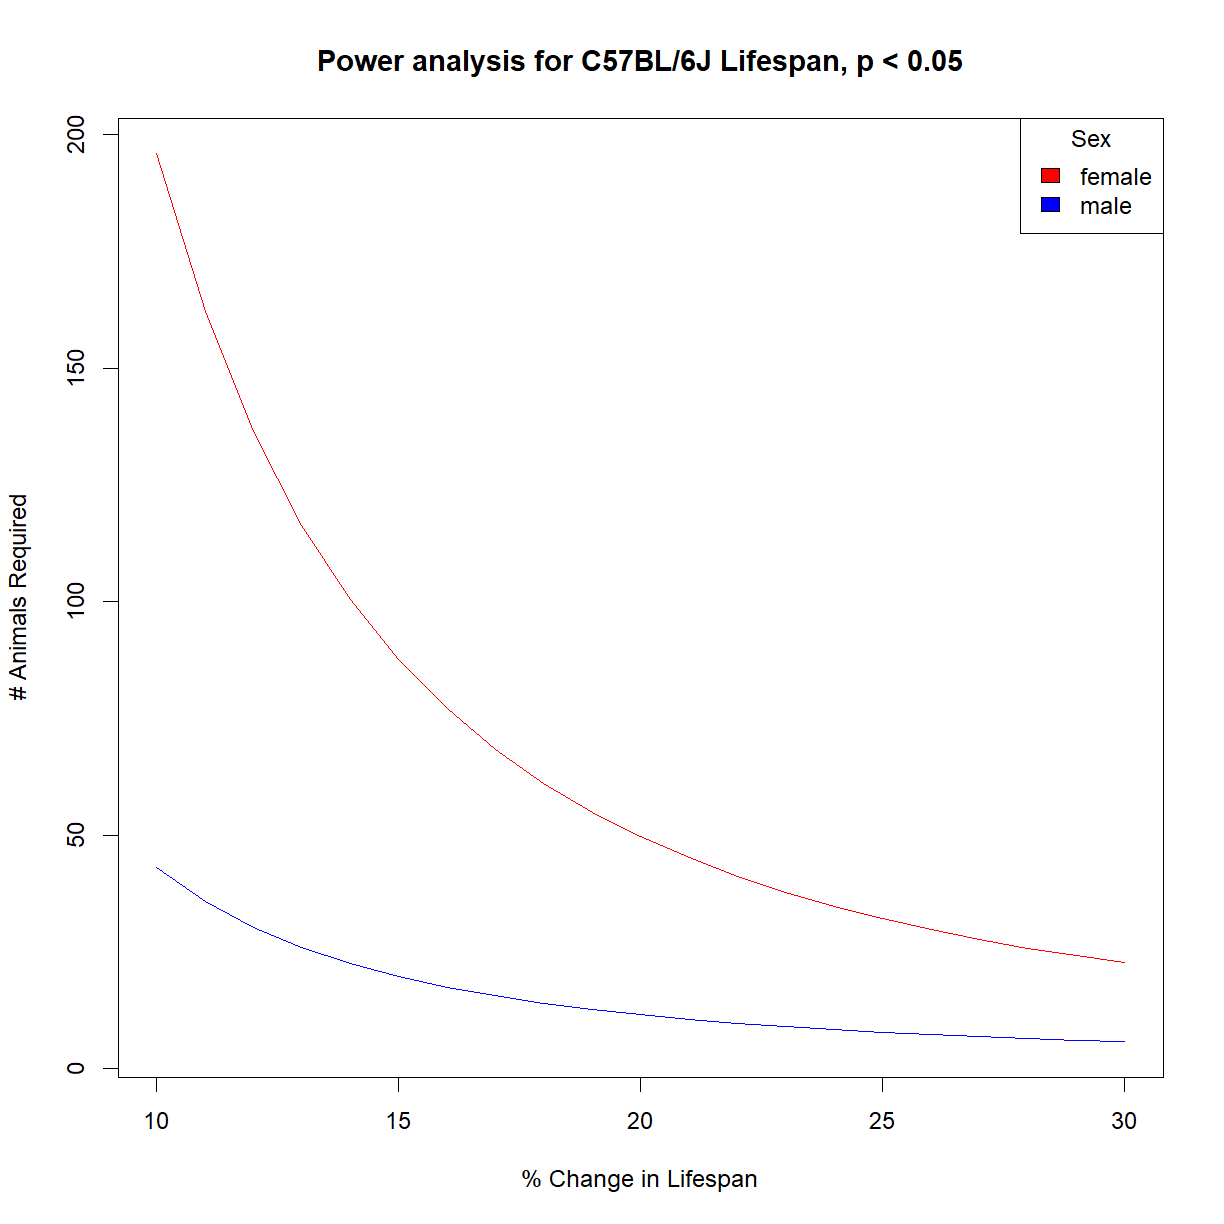 Power analysis for C57BL/6J Lifespan, p < 0.05
Sex
female
male
# Animals Required
200
150
100
50
0
10 15 20 25 30
% Change in Lifespan